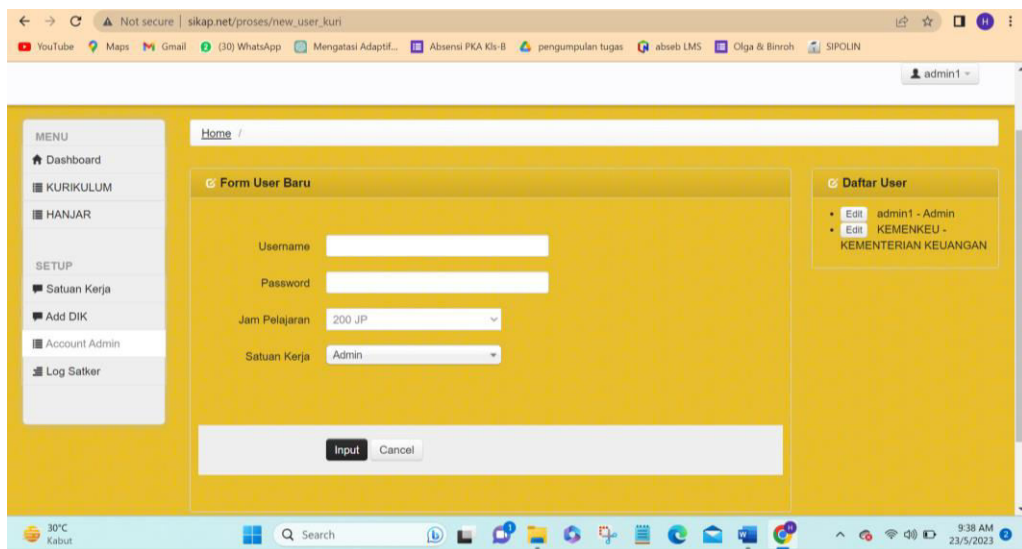 Not secure | sikap.net/proses/new_user_kuri
YouTube Maps Gmail (30) WhatsApp Mengatasi Adaptif... Absensi PKA Kls-B pengumpulan tugas abseb LMS Olga & Binroh SIPOLIN
admin1
MENU
Dashboard
KURIKULUM
HANJAR
SETUP
Satuan Kerja
Add DIK
Account Admin
Log Satker
Home /
Form User Baru
Username
Password
Jam Pelajaran 200 JP
Satuan Kerja Admin
Input Cancel
Daftar User
Edit admin1 - Admin
Edit KEMENKEU -
KEMENTERIAN KEUANGAN
30°C
Kabut
Search
9:38 AM
23/5/2023
2